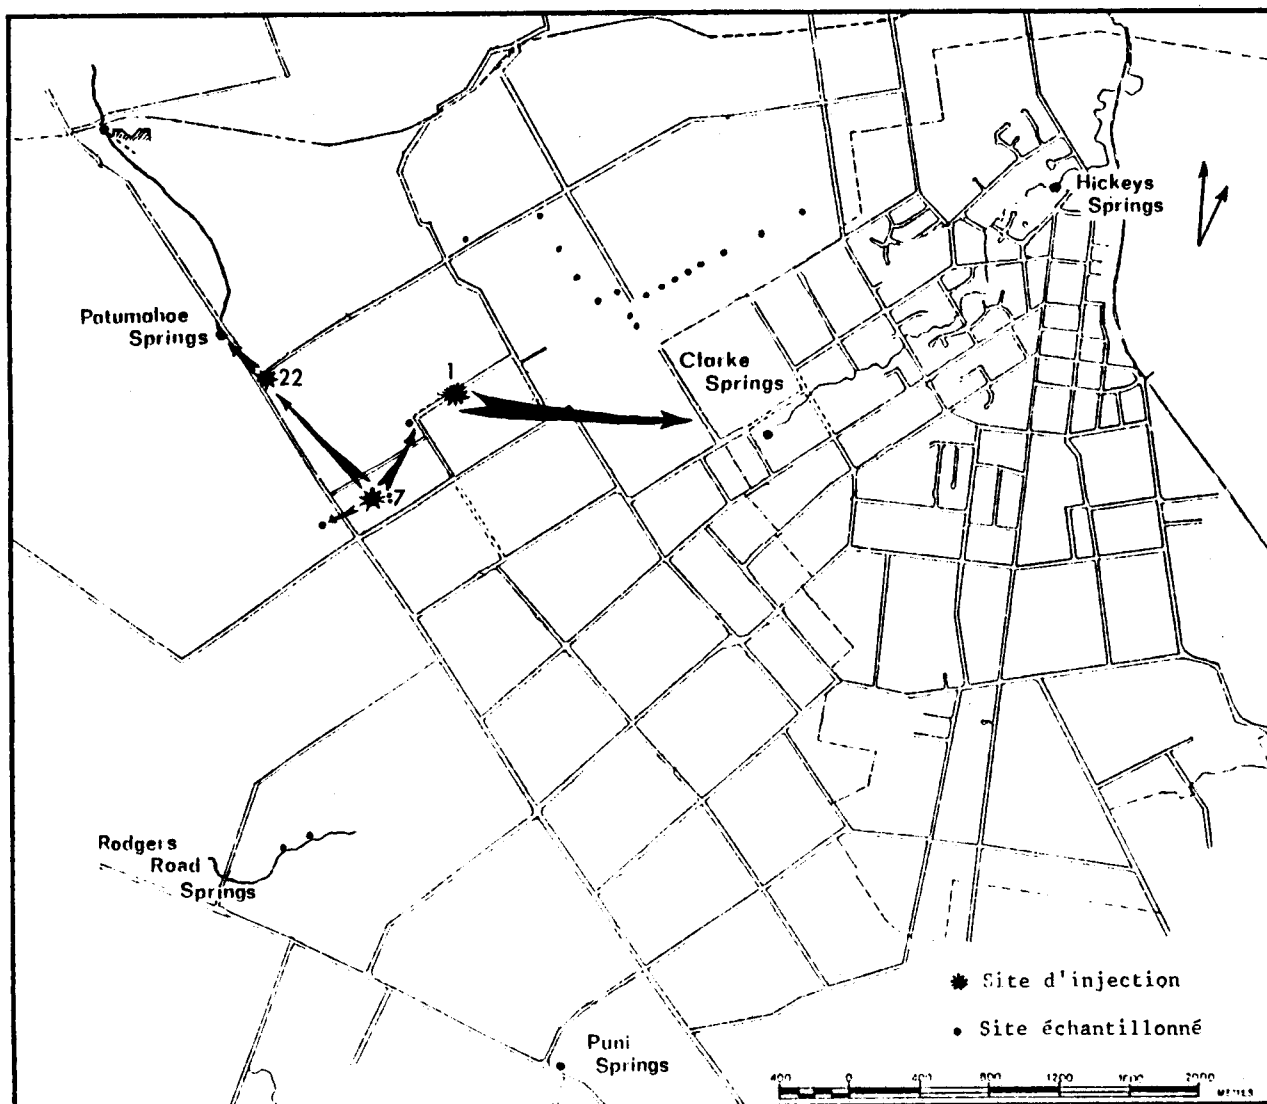 Hickeys
Springs
Patumahoe
Springs
22
1
Clarke
Springs
:7
Rodgers
Road
Springs
Site d'injection
Site échantillonné
Puni
Springs
400 0 400 800 1200 1600 2000
METRES